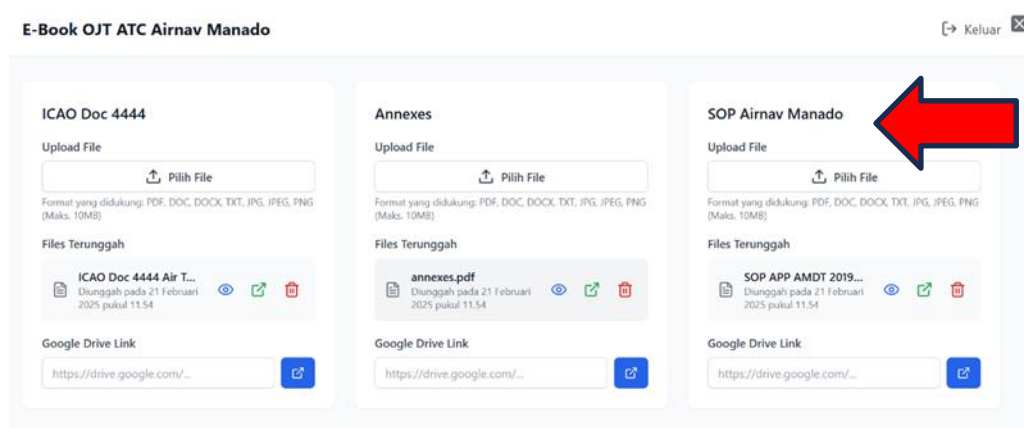 E-Book OJT ATC Airnav Manado
Keluar
ICAO Doc 4444
Upload File
Pilih File
Format yang didukung: PDF, DOC, DOCX, TXT, JPG, JPEG, PNG
(Maks. 10MB)
Files Terunggah
ICAO Doc 4444 Air T...
Diunggah pada 21 Februari
2025 pukul 11.54
Google Drive Link
https://drive.google.com/...
Annexes
Upload File
Pilih File
Format yang didukung: PDF, DOC, DOCX, TXT, JPG, JPEG, PNG
(Maks. 10MB)
Files Terunggah
annexes.pdf
Diunggah pada 21 Februari
2025 pukul 11.54
Google Drive Link
https://drive.google.com/...
SOP Airnav Manado
Upload File
Pilih File
Format yang didukung: PDF, DOC, DOCX, TXT, JPG, JPEG, PNG
(Maks. 10MB)
Files Terunggah
SOP APP AMDT 2019...
Diunggah pada 21 Februari
2025 pukul 11.54
Google Drive Link
https://drive.google.com/...